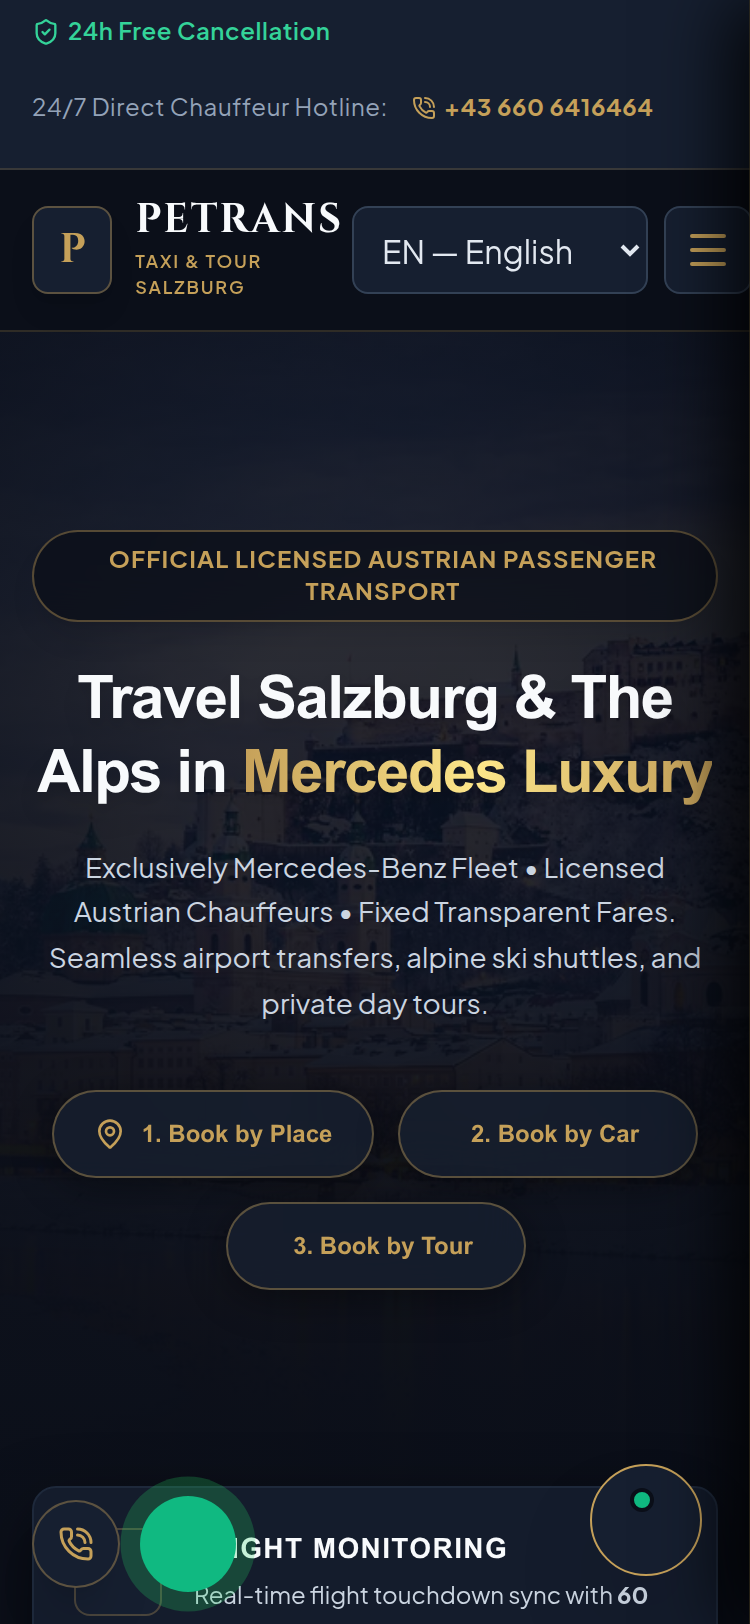 24h Free Cancellation
24/7 Direct Chauffeur Hotline: +43 660 6416464
P
PETRANS
TAXI & TOUR
SALZBURG
EN — English
OFFICIAL LICENSED AUSTRIAN PASSENGER
TRANSPORT
Travel Salzburg & The
Alps in Mercedes Luxury
Exclusively Mercedes-Benz Fleet • Licensed
Austrian Chauffeurs • Fixed Transparent Fares.
Seamless airport transfers, alpine ski shuttles, and
private day tours.
1. Book by Place
2. Book by Car
3. Book by Tour
MONITORING
Real-time flight touchdown sync with 60